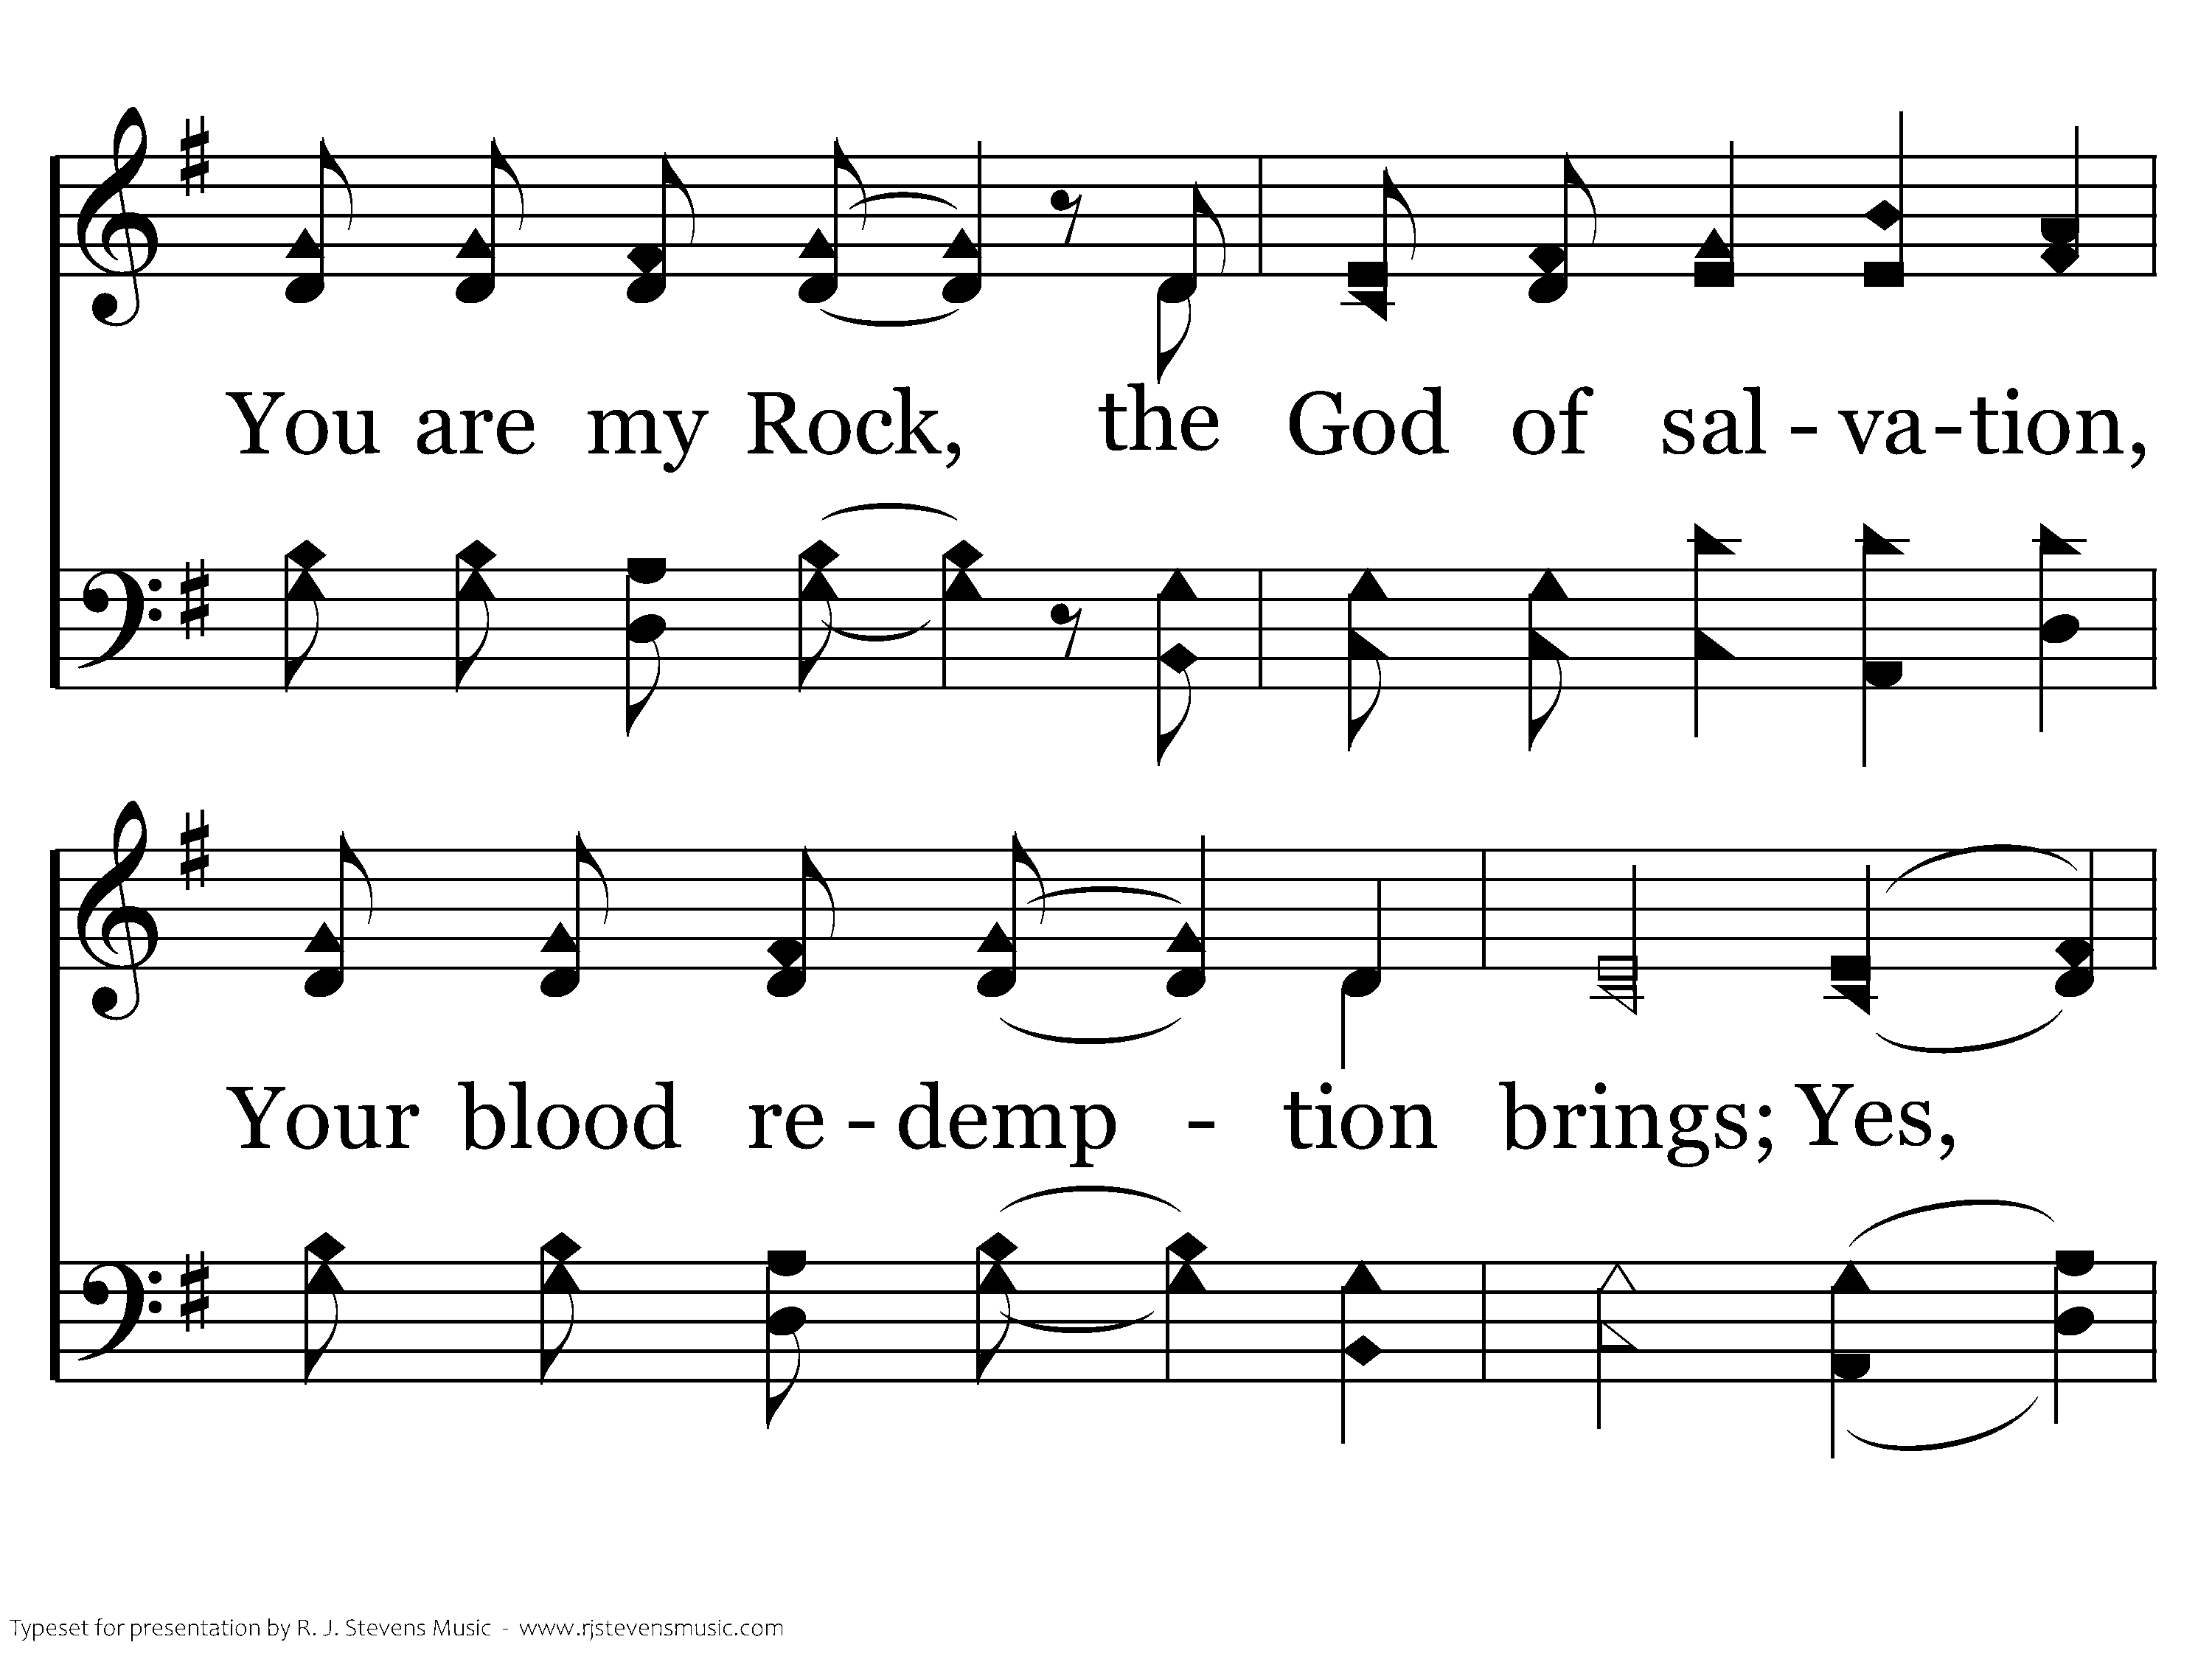 You are my Rock, the God of sal - va - tion,
Your blood re - demp - tion brings; Yes,
Typeset for presentation by R. J. Stevens Music - www.rjstevensmusic.com